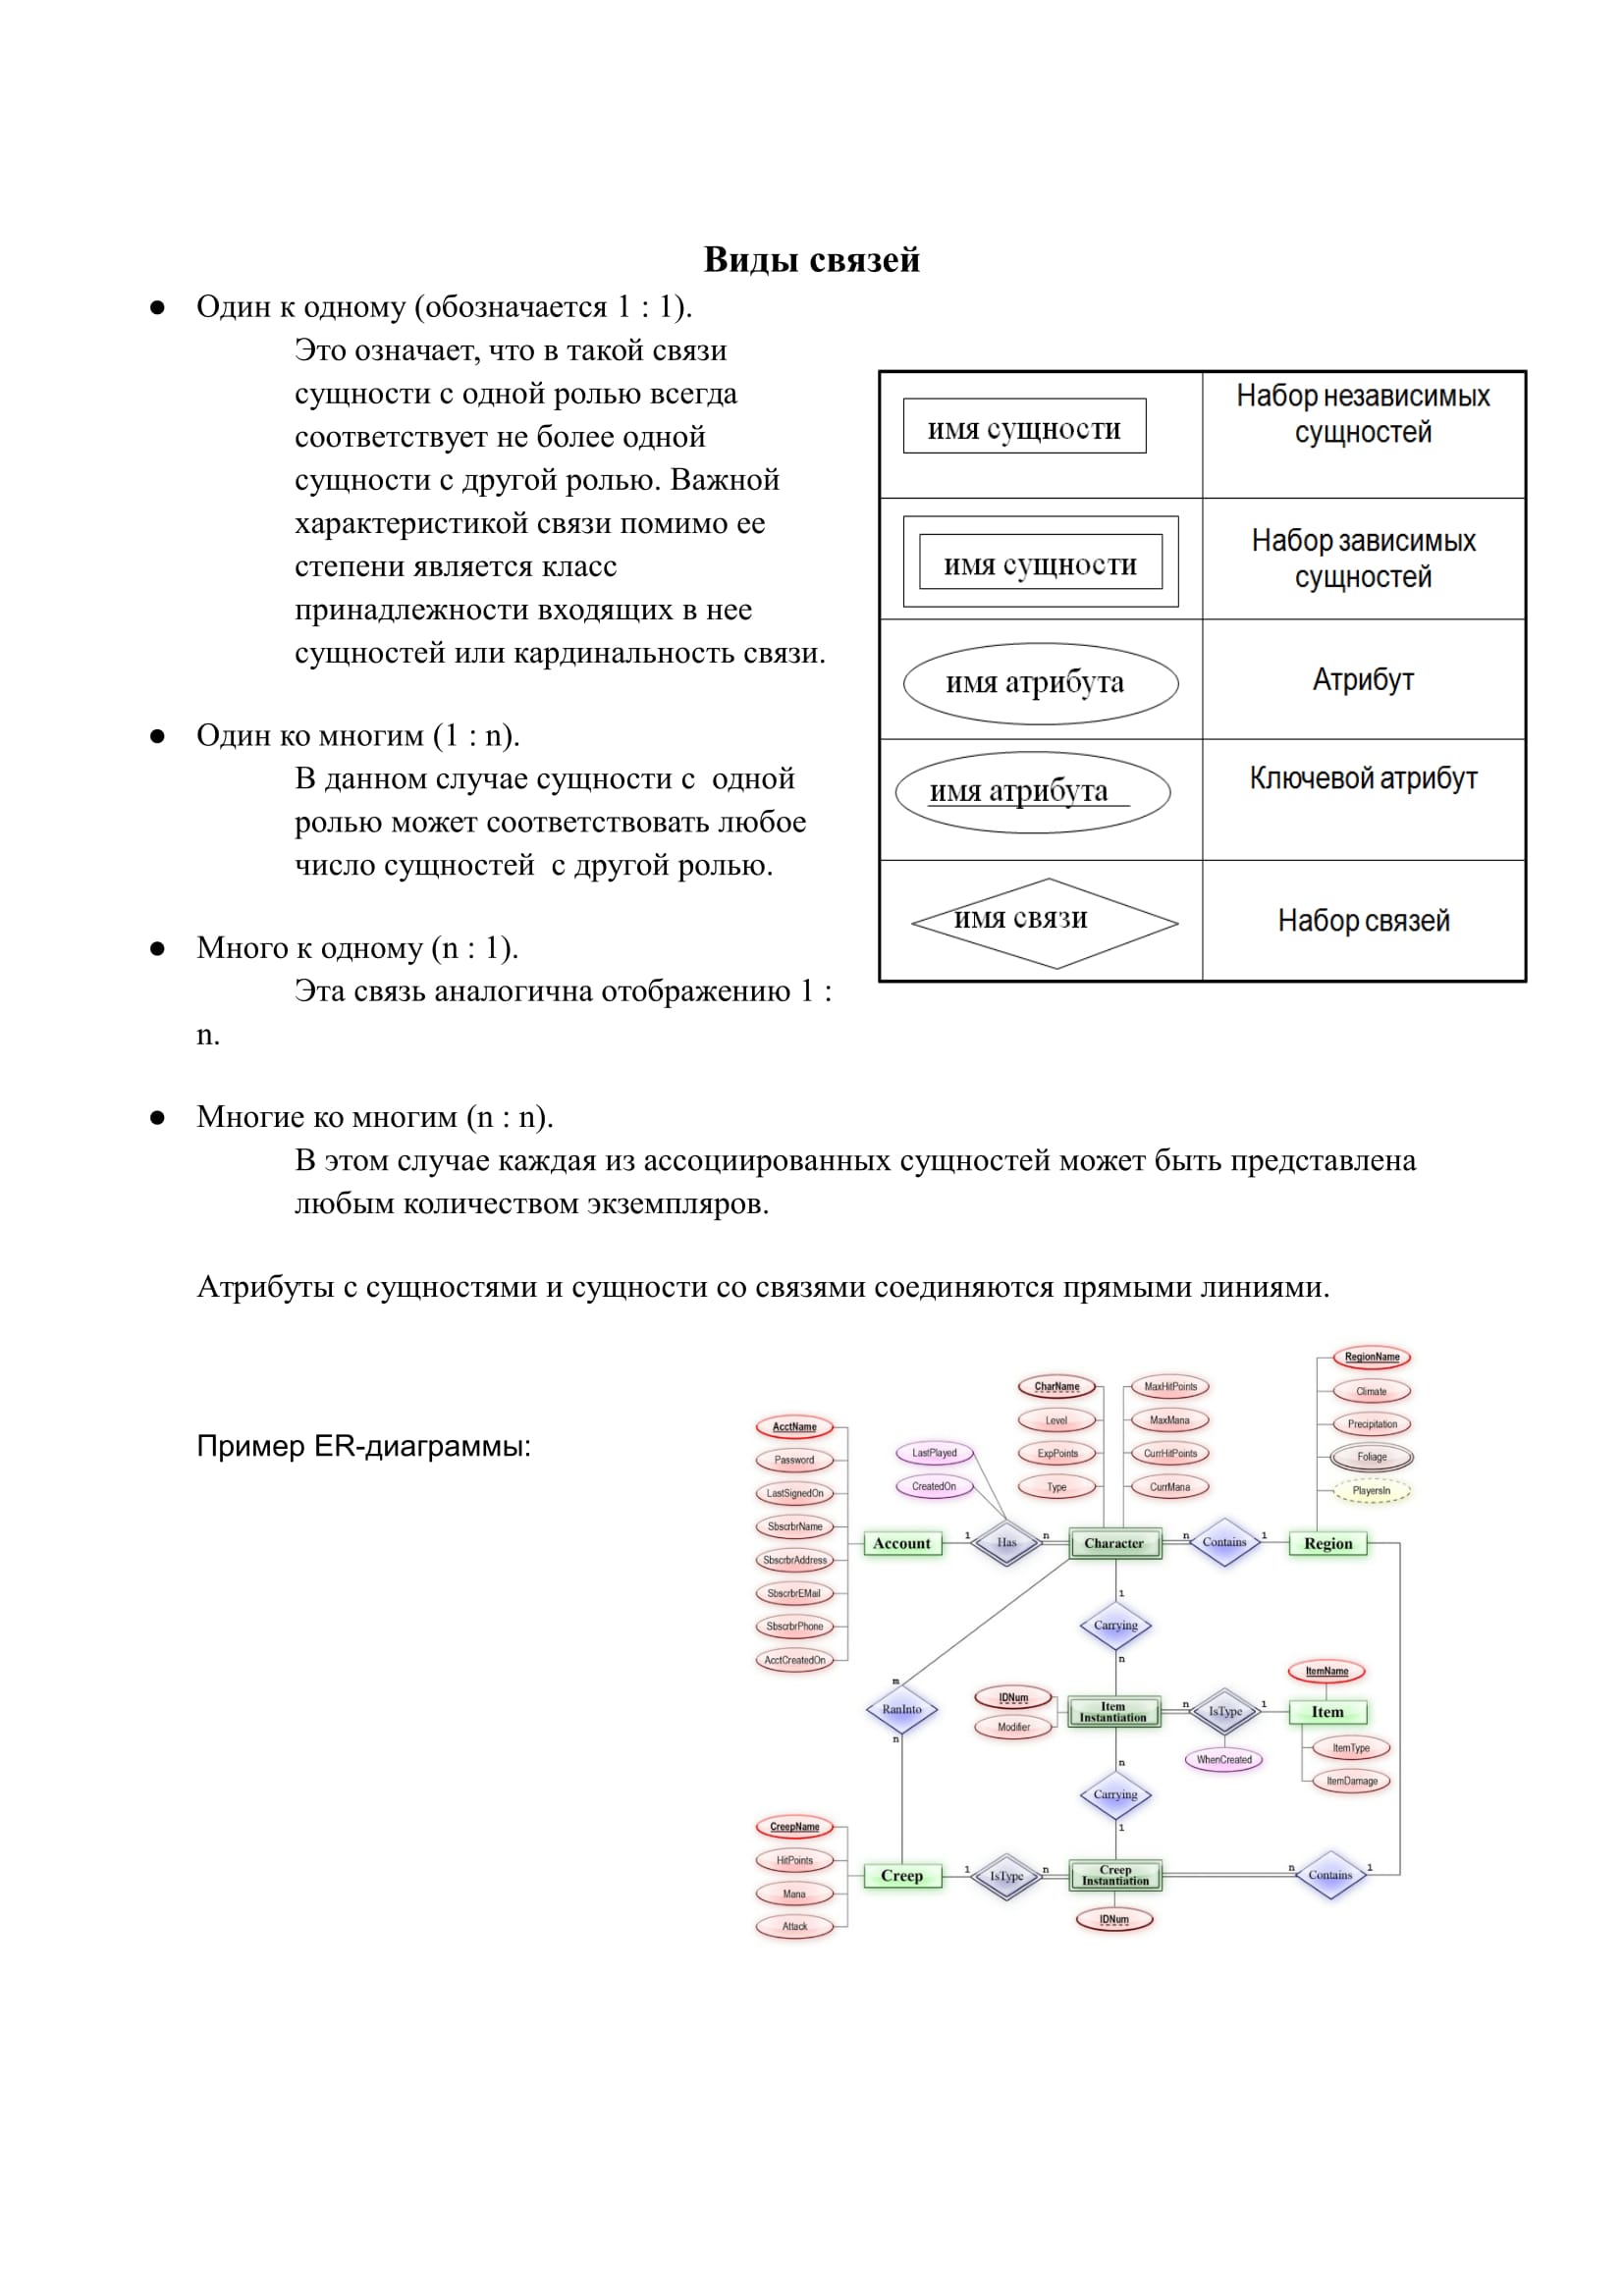 Виды связей
● Один к одному (обозначается 1 : 1).
Это означает, что в такой связи
сущности с одной ролью всегда
соответствует не более одной
сущности с другой ролью. Важной
характеристикой связи помимо ее
степени является класс
принадлежности входящих в нее
сущностей или кардинальность связи.
● Один ко многим (1 : n).
В данном случае сущности с  одной
ролью может соответствовать любое
число сущностей  с другой ролью.
● Много к одному (n : 1).
Эта связь аналогична отображению 1 :
n.
имя сущности
Набор независимых
сущностей
имя сущности
Набор зависимых
сущностей
имя атрибута
Атрибут
имя атрибута
Ключевой атрибут
имя связи
Набор связей
● Многие ко многим (n : n).
В этом случае каждая из ассоциированных сущностей может быть представлена
любым количеством экземпляров.
Атрибуты с сущностями и сущности со связями соединяются прямыми линиями.
Пример ER-диаграммы:
AcctName
Password
LastSignedOn
SbscrbrName
SbscrbrAddress
SbscrbrEMail
SbscrbrPhone
AcctCreatedOn
Account
1
LastPlayed
CreatedOn
Has
n
CharName
Level
ExpPoints
Type
MaxHitPoints
MaxMana
CurrHitPoints
CurrMana
Character
n
Contains
1
RegionName
Climate
Precipitation
Foliage
PlayersIn
Region
1
Carrying
n
m
RanInto
n
IDNum
Modifier
Item
Instantiation
n
IsType
1
WhenCreated
ItemName
Item
ItemType
ItemDamage
n
Carrying
1
CreepName
HitPoints
Mana
Attack
Creep
1
IsType
n
Creep
Instantiation
IDNum
n
Contains
1